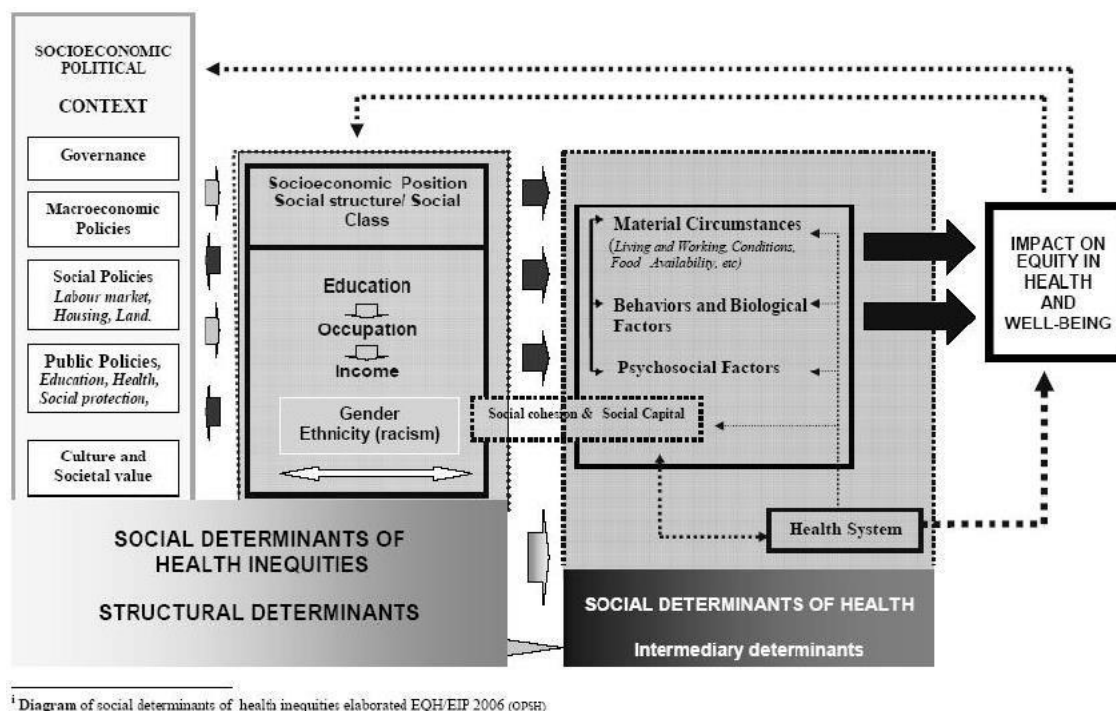 SOCIOECONOMIC
POLITICAL
CONTEXT
Governance
Macroeconomic
Policies
Social Policies
Labour market,
Housing, Land.
Public Policies,
Education, Health,
Social protection,
Culture and
Societal value
Socioeconomic Position
Social structure/ Social
Class
Education
Occupation
Income
Gender
Ethnicity (racism)
Social cohesion & Social Capital
Material Circumstances
(Living and Working, Conditions,
Food Availability, etc)
Behaviors and Biological
Factors
Psychosocial Factors
Health System
IMPACT ON
EQUITY IN
HEALTH
AND
WELL-BEING
SOCIAL DETERMINANTS OF
HEALTH INEQUITIES
STRUCTURAL DETERMINANTS
SOCIAL DETERMINANTS OF HEALTH
Intermediary determinants
i Diagram of social determinants of health inequities elaborated EQH/EIP 2006 (OPSH)